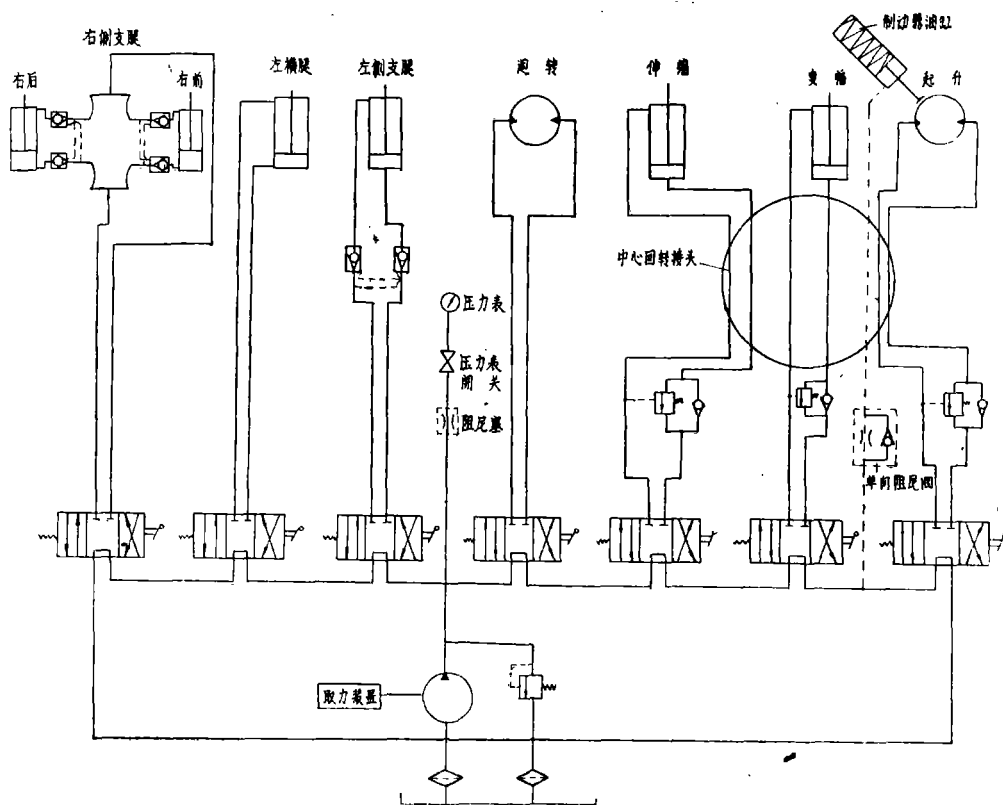 右侧支腿
右后
右前
左横腿
左侧支腿
迴转
伸缩
变幅
制动器油缸
起升
中心回转接头
压力表
压力表
开关
阻尼塞
单向阻尼阀
取力装置